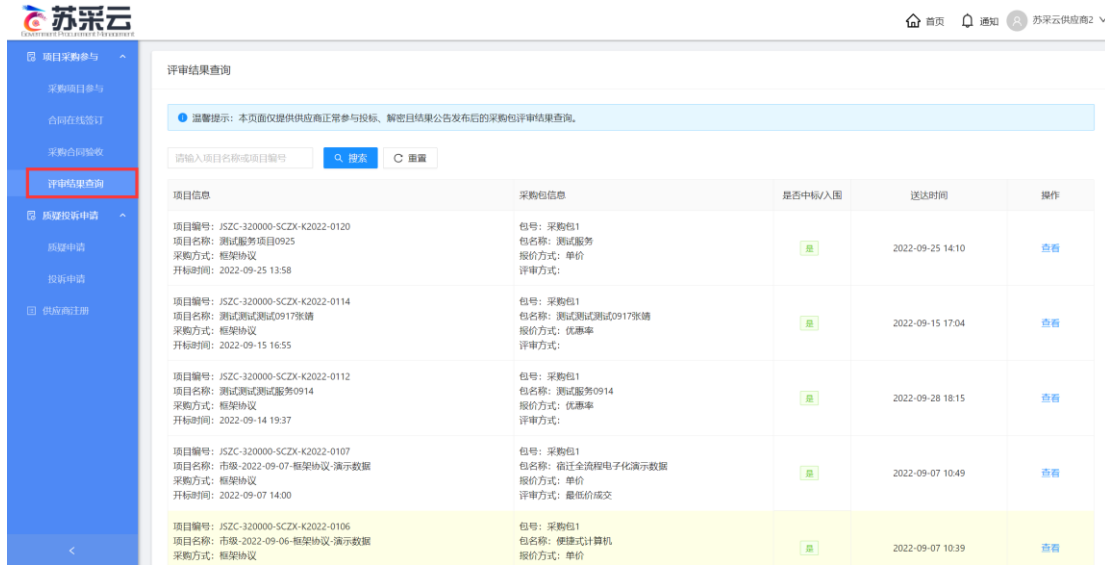 苏采云
Government Procurement Management
首页
通知
苏采云供应商2
项目采购参与
采购项目参与
合同在线签订
采购合同验收
评审结果查询
质疑投诉申请
质疑申请
投诉申请
供应商注册
评审结果查询
温馨提示：本页面仅提供供应商正常参与投标、解密且结果公告发布后的采购包评审结果查询。
请输入项目名称或项目编号
搜索
重置
项目信息 采购包信息 是否中标/入围 送达时间 操作
项目编号：JSZC-320000-SCZX-K2022-0120 包号：采购包1
项目名称：测试服务项目0925 包名称：测试服务
采购方式：框架协议 报价方式：单价
开标时间：2022-09-25 13:58 评审方式：
是 2022-09-25 14:10 查看
项目编号：JSZC-320000-SCZX-K2022-0114 包号：采购包1
项目名称：测试测试测试0917张婧 包名称：测试测试测试0917张婧
采购方式：框架协议 报价方式：优惠率
开标时间：2022-09-15 16:55 评审方式：
是 2022-09-15 17:04 查看
项目编号：JSZC-320000-SCZX-K2022-0112 包号：采购包1
项目名称：测试测试测试服务0914 包名称：测试服务0914
采购方式：框架协议 报价方式：优惠率
开标时间：2022-09-14 19:37 评审方式：
是 2022-09-28 18:15 查看
项目编号：JSZC-320000-SCZX-K2022-0107 包号：采购包1
项目名称：市级-2022-09-07-框架协议-演示数据 包名称：宿迁全流程电子化演示数据
采购方式：框架协议 报价方式：单价
开标时间：2022-09-07 14:00 评审方式：最低价成交
是 2022-09-07 10:49 查看
项目编号：JSZC-320000-SCZX-K2022-0106 包号：采购包1
项目名称：市级-2022-09-06-框架协议-演示数据 包名称：便捷式计算机
采购方式：框架协议 报价方式：单价
是 2022-09-07 10:39 查看